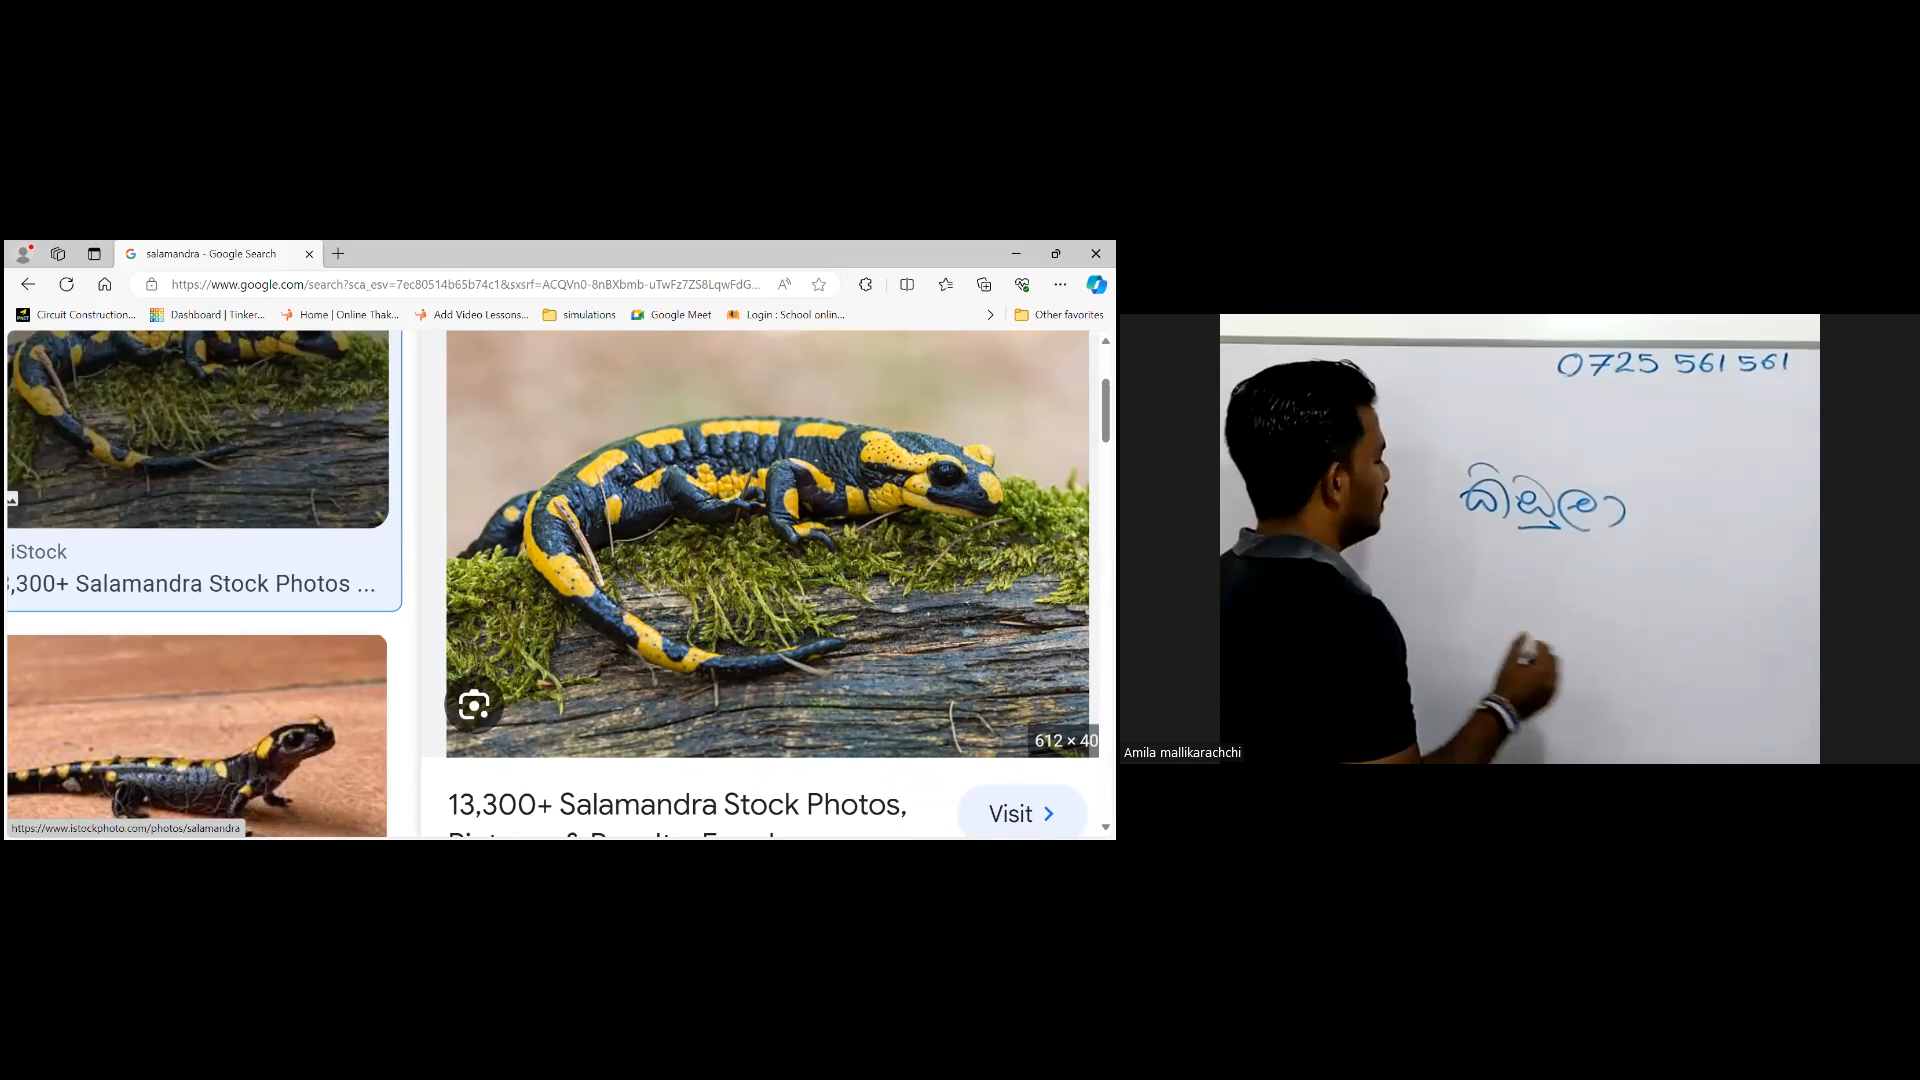 salamandra - Google Search
https://www.google.com/search?sca_esv=7ec80514b65b74c1&sxsrf=ACQVn0-8nBXbmb-uTwFz7ZS8LqwFdG...
Circuit Construction...
Dashboard | Tinker...
Home | Online Thak...
Add Video Lessons...
simulations
Google Meet
Login : School onlin...
Other favorites
iStock
3,300+ Salamandra Stock Photos ...
https://www.istockphoto.com/photos/salamandra
612 × 40
13,300+ Salamandra Stock Photos,
Visit
0725 561 561
කිඹුලා
Amila mallikarachchi